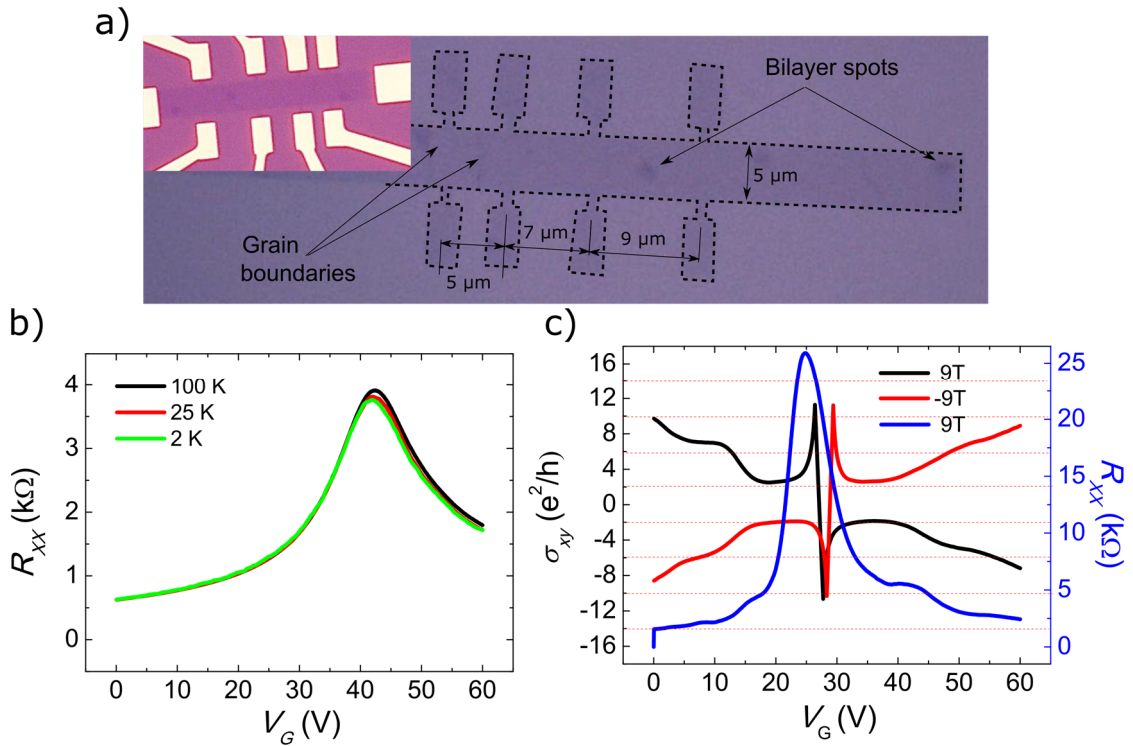 a)
Bilayer spots
5 μm
7 μm
9 μm
Grain
boundaries
5 μm
b)
c)
100 K
25 K
2 K
4
3
2
1
0
R_XX (kΩ)
0 10 20 30 40 50 60
V_G (V)
9T
-9T
9T
16
12
8
4
0
-4
-8
-12
-16
σ_xy (e²/h)
25
20
15
10
5
0
R_XX (kΩ)
0 10 20 30 40 50 60
V_G (V)